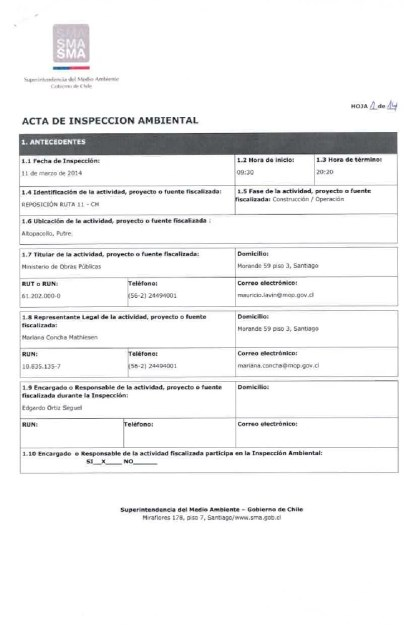 SMA
SMA
SMA
Superintendencia del Medio Ambiente
Gobierno de Chile
HOJA 1 de 14
ACTA DE INSPECCION AMBIENTAL
1. ANTECEDENTES
1.1 Fecha de Inspección:
11 de marzo de 2014
1.2 Hora de inicio:
09:30
1.3 Hora de término:
20:20
1.4 Identificación de la actividad, proyecto o fuente fiscalizada:
REPOSICIÓN RUTA 11 - CH
1.5 Fase de la actividad, proyecto o fuente
fiscalizada: Construcción / Operación
1.6 Ubicación de la actividad, proyecto o fuente fiscalizada :
Altopacollo, Putre.
1.7 Titular de la actividad, proyecto o fuente fiscalizada:
Ministerio de Obras Públicas
Domicilio:
Morande 59 piso 3, Santiago
RUT o RUN:
61.202.000-0
Teléfono:
(56-2) 24494001
Correo electrónico:
mauricio.lavin@mop.gov.cl
1.8 Representante Legal de la actividad, proyecto o fuente
fiscalizada:
Mariana Concha Mathiesen
Domicilio:
Morande 59 piso 3, Santiago
RUN:
10.835.135-7
Teléfono:
(56-2) 24494001
Correo electrónico:
mariana.concha@mop.gov.cl
1.9 Encargado o Responsable de la actividad, proyecto o fuente
fiscalizada durante la Inspección:
Edgardo Ortiz Seguel
Domicilio:
RUN:
Teléfono:
Correo electrónico:
1.10 Encargado o Responsable de la actividad fiscalizada participa en la Inspección Ambiental:
SI__X____ NO______
Superintendencia del Medio Ambiente – Gobierno de Chile
Miraflores 178, piso 7, Santiago/www.sma.gob.cl